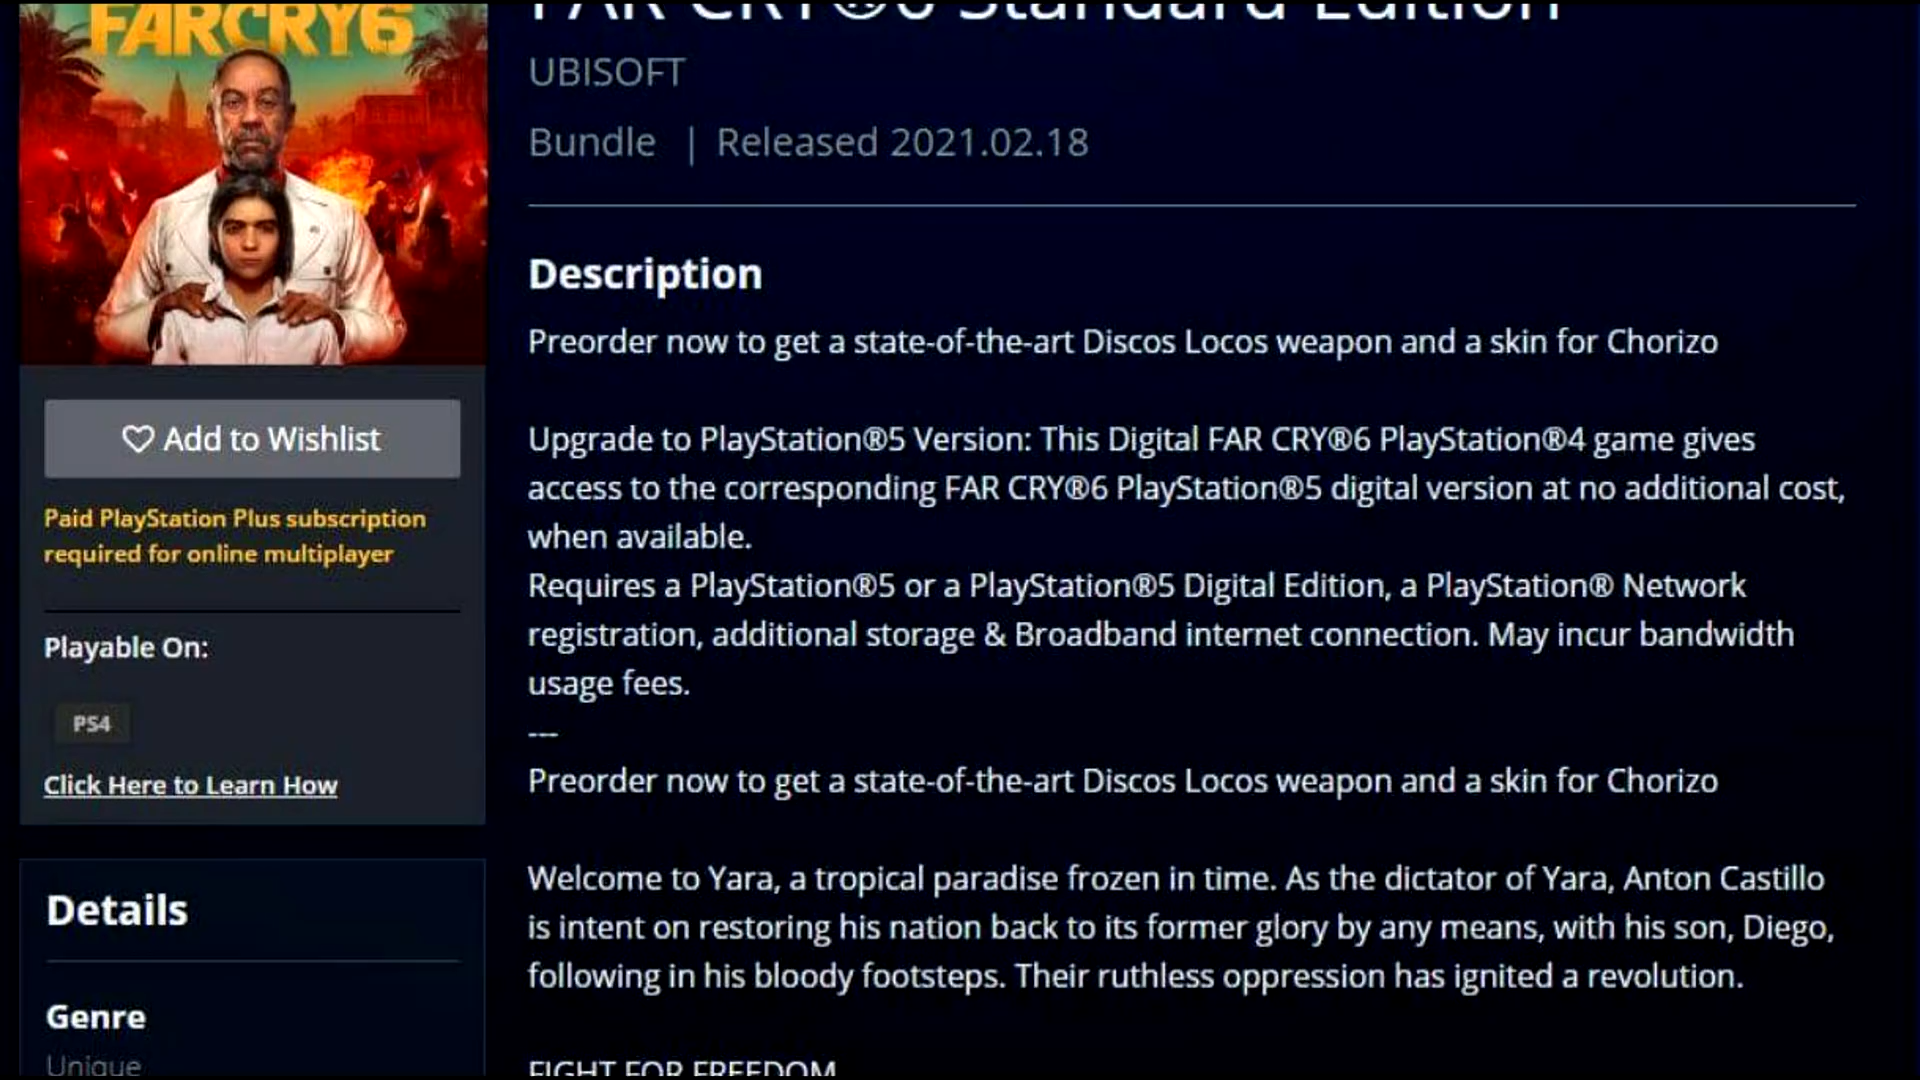 FARCRY6
FAR CRY®6 Standard Edition
UBISOFT
Bundle | Released 2021.02.18
Add to Wishlist
Paid PlayStation Plus subscription
required for online multiplayer
Playable On:
PS4
Click Here to Learn How
Details
Genre
Unique
Description
Preorder now to get a state-of-the-art Discos Locos weapon and a skin for Chorizo
Upgrade to PlayStation®5 Version: This Digital FAR CRY®6 PlayStation®4 game gives
access to the corresponding FAR CRY®6 PlayStation®5 digital version at no additional cost,
when available.
Requires a PlayStation®5 or a PlayStation®5 Digital Edition, a PlayStation® Network
registration, additional storage & Broadband internet connection. May incur bandwidth
usage fees.
---
Preorder now to get a state-of-the-art Discos Locos weapon and a skin for Chorizo
Welcome to Yara, a tropical paradise frozen in time. As the dictator of Yara, Anton Castillo
is intent on restoring his nation back to its former glory by any means, with his son, Diego,
following in his bloody footsteps. Their ruthless oppression has ignited a revolution.
FIGHT FOR FREEDOM